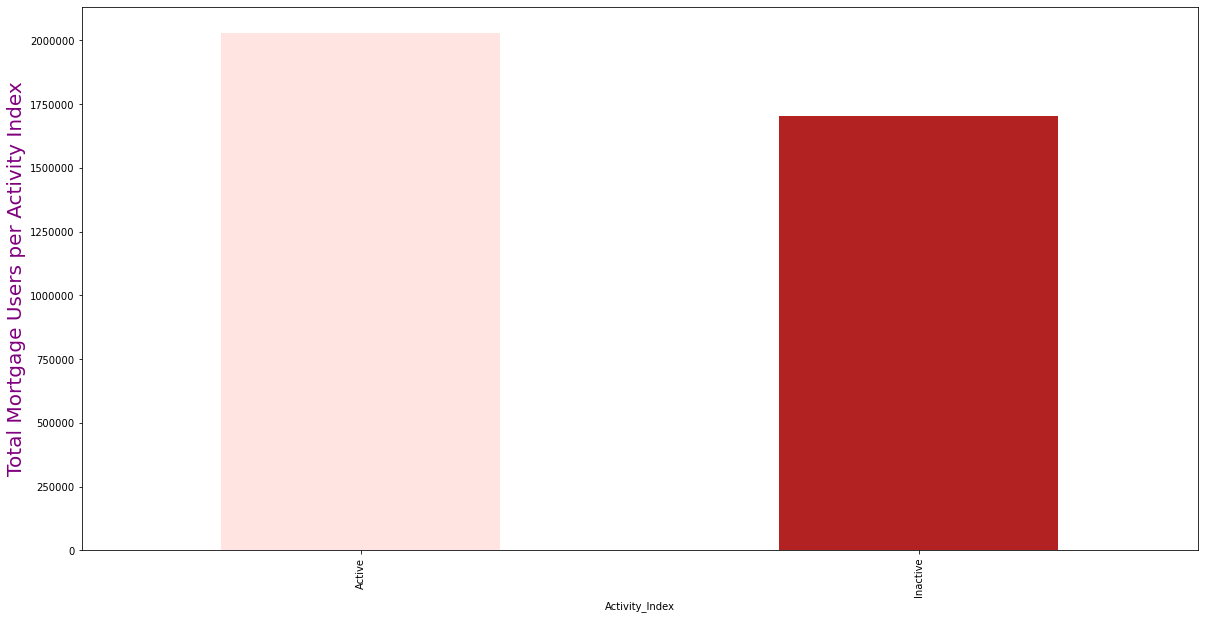 Total Mortgage Users per Activity Index
2000000
1750000
1500000
1250000
1000000
750000
500000
250000
0
Active
Inactive
Activity_Index